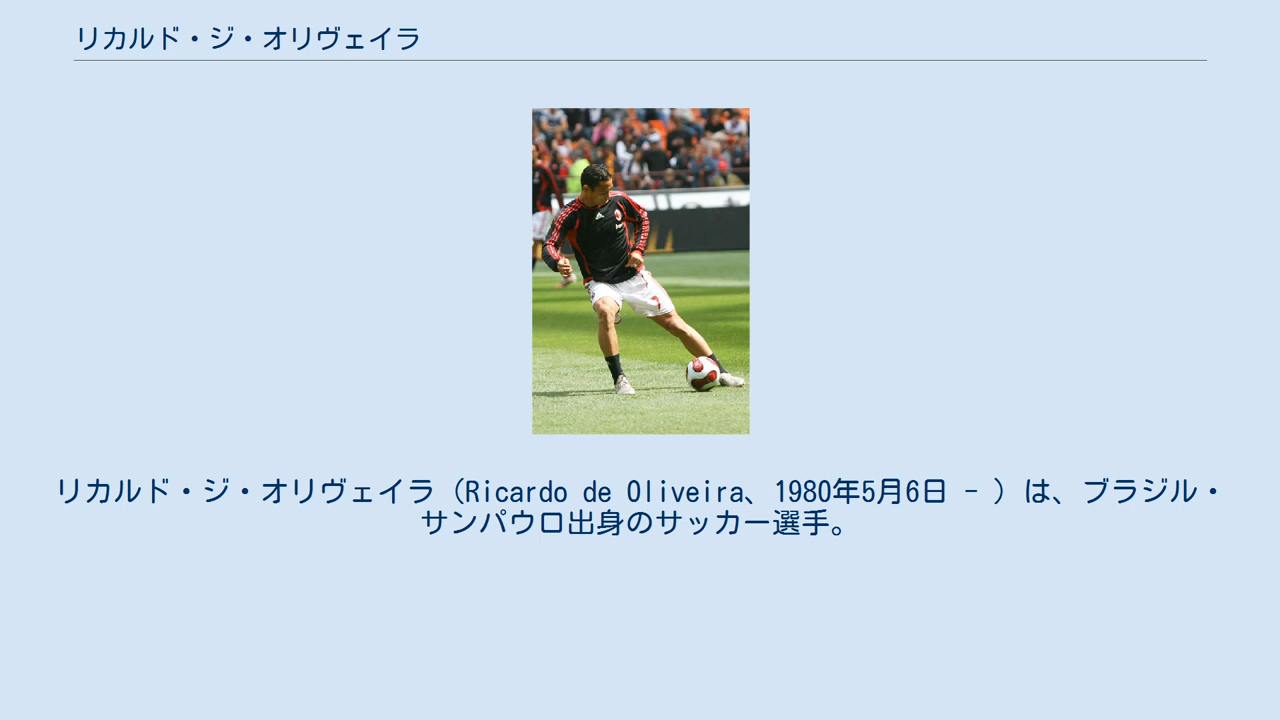 リカルド・ジ・オリヴェイラ
7
リカルド・ジ・オリヴェイラ（Ricardo de Oliveira、1980年5月6日 - ）は、ブラジル・
サンパウロ出身のサッカー選手。